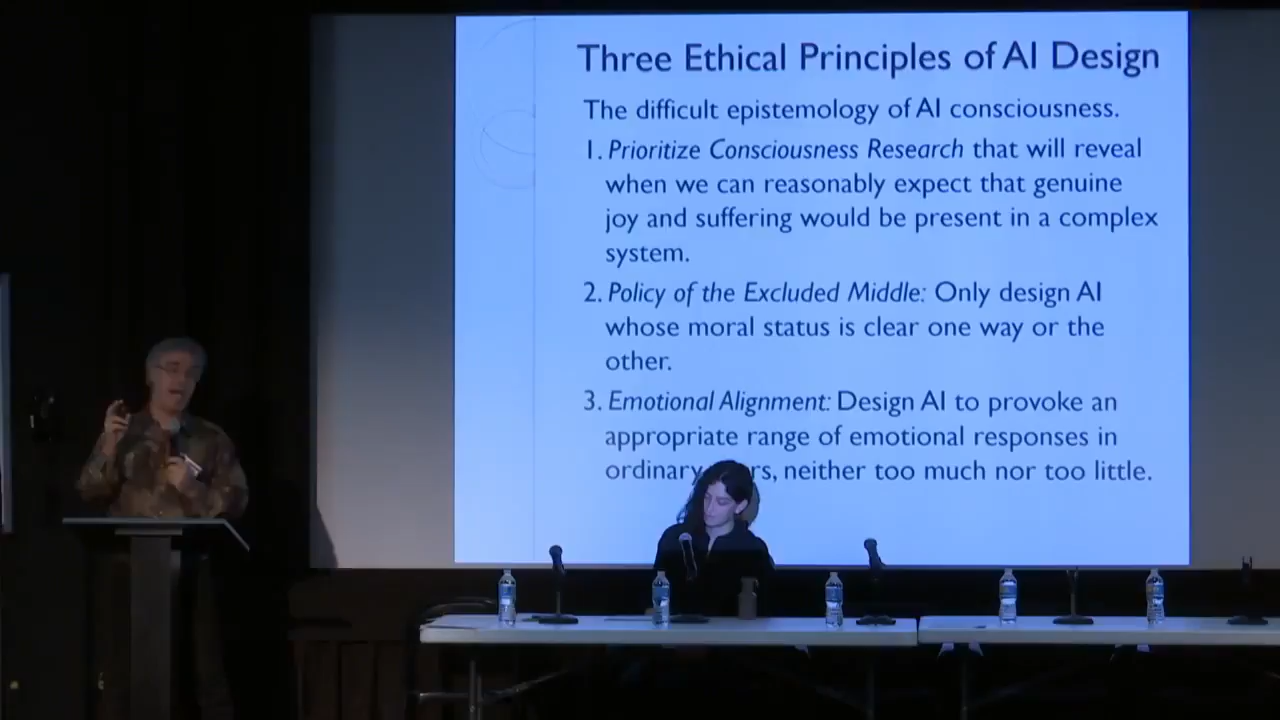 Three Ethical Principles of AI Design
The difficult epistemology of AI consciousness.
1. Prioritize Consciousness Research that will reveal
when we can reasonably expect that genuine
joy and suffering would be present in a complex
system.
2. Policy of the Excluded Middle: Only design AI
whose moral status is clear one way or the
other.
3. Emotional Alignment: Design AI to provoke an
appropriate range of emotional responses in
ordinary neither too much nor too little.